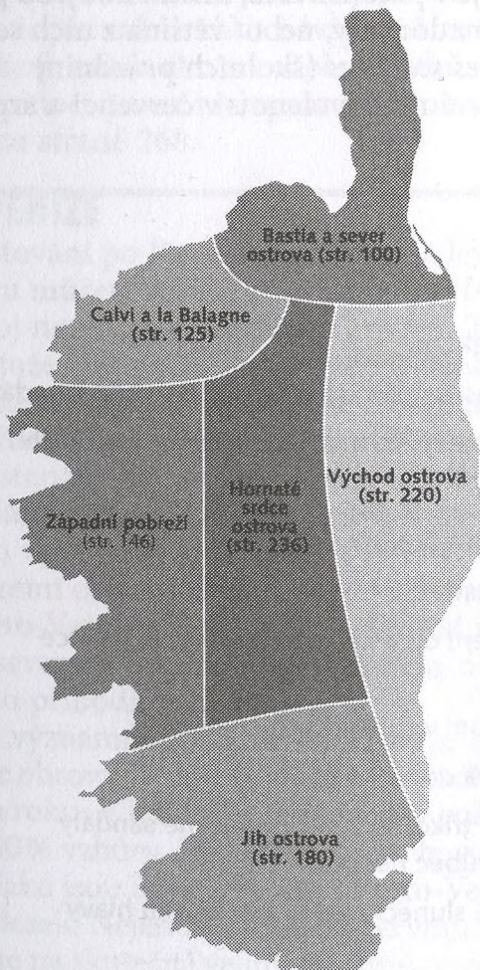 Bastia a sever
ostrova (str. 100)
Calvi a la Balagne
(str. 125)
Východ ostrova
(str. 220)
Hornaté
srdce
ostrova
(str. 236)
Západní pobřeží
(str. 146)
Jih ostrova
(str. 180)